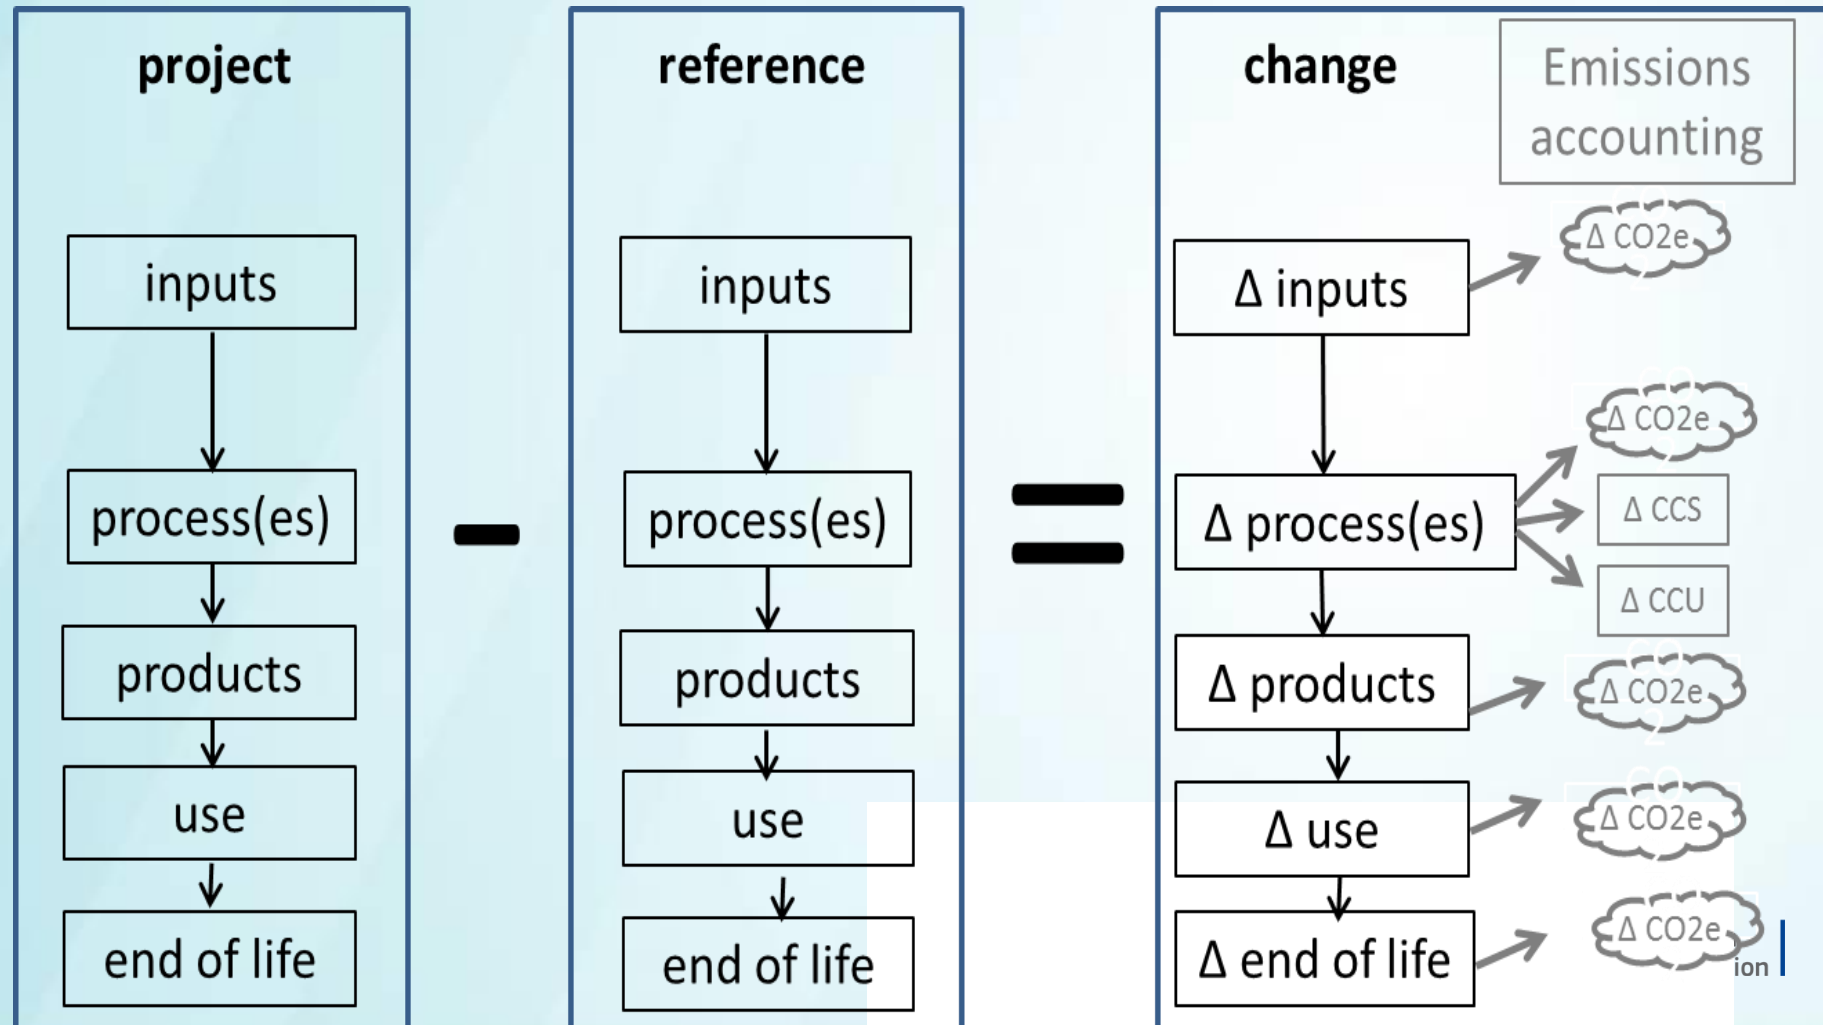 project
inputs
process(es)
products
use
end of life
-
reference
inputs
process(es)
products
use
end of life
=
change
Δ inputs
Δ process(es)
Δ products
Δ use
Δ end of life
Emissions
accounting
Δ CO2e
Δ CO2e
Δ CCS
Δ CCU
Δ CO2e
2
Δ CO2e
Δ CO2e
ion